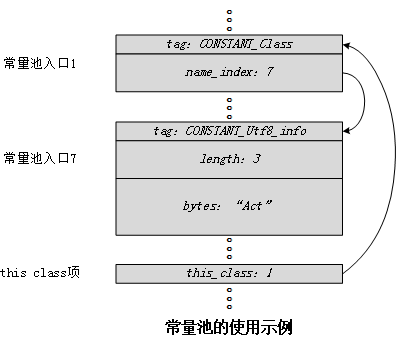 tag: CONSTANT_Class
常量池入口1
name_index: 7
tag: CONSTANT_Utf8_info
length: 3
常量池入口7
bytes: “Act”
this class项
this_class: 1
常量池的使用示例